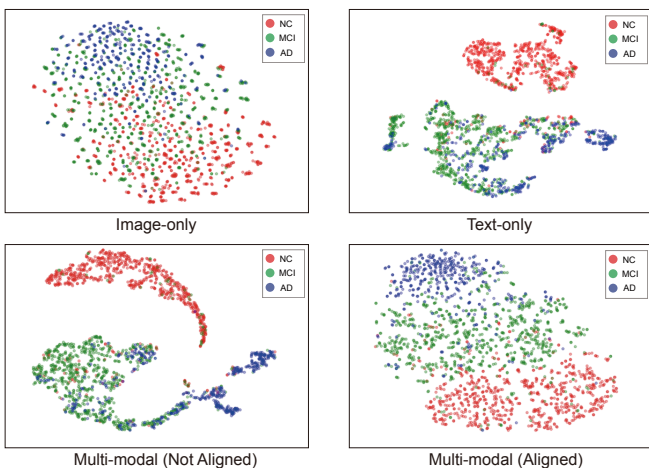 NC
MCI
AD
Image-only
NC
MCI
AD
Text-only
NC
MCI
AD
Multi-modal (Not Aligned)
NC
MCI
AD
Multi-modal (Aligned)